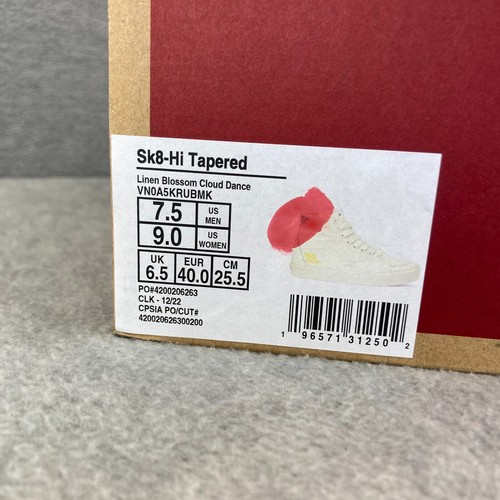 Sk8-Hi Tapered
Linen Blossom Cloud Dance
VN0A5KRUBMK
7.5 US MEN
9.0 US WOMEN
UK EUR CM
6.5 40.0 25.5
PO#4200206263
CLK - 12/22
CPSIA PO/CUT#
420020626300200
1 96571 31250 2